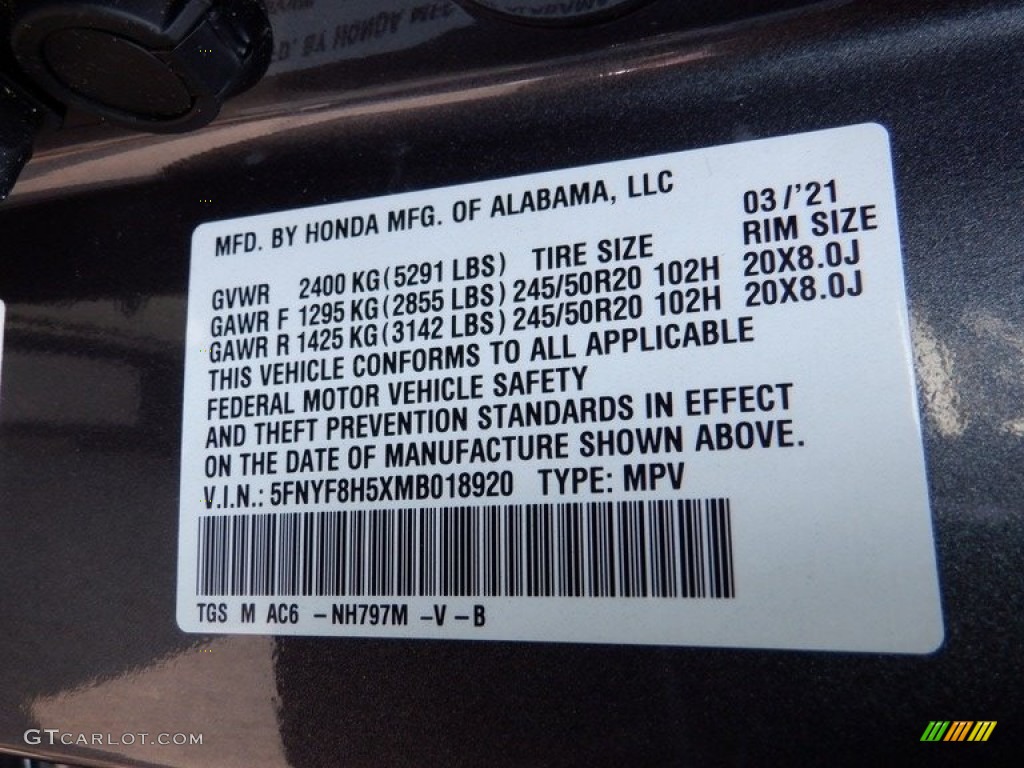 MFD. BY HONDA MFG. OF ALABAMA, LLC 03/'21
GVWR 2400 KG(5291 LBS) TIRE SIZE RIM SIZE
GAWR F 1295 KG(2855 LBS) 245/50R20 102H 20X8.0J
GAWR R 1425 KG(3142 LBS) 245/50R20 102H 20X8.0J
THIS VEHICLE CONFORMS TO ALL APPLICABLE
FEDERAL MOTOR VEHICLE SAFETY
AND THEFT PREVENTION STANDARDS IN EFFECT
ON THE DATE OF MANUFACTURE SHOWN ABOVE.
V.I.N.: 5FNYF8H5XMB018920 TYPE: MPV
TGS M AC6 -NH797M -V-B
GTCARLOT.COM